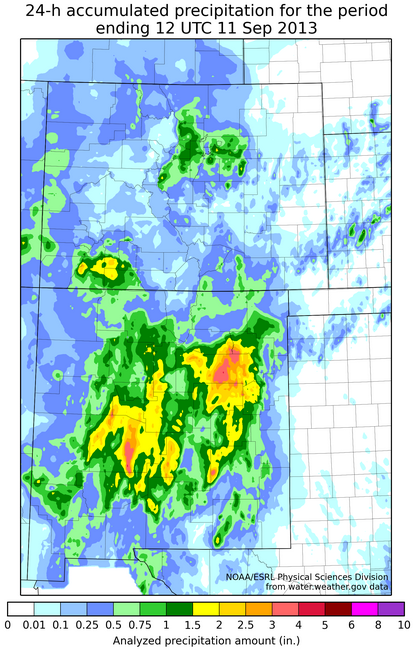 24-h accumulated precipitation for the period
ending 12 UTC 11 Sep 2013
NOAA/ESRL Physical Sciences Division
from water.weather.gov data
0 0.01 0.1 0.25 0.5 0.75 1 1.5 2 2.5 3 4 5 6 8 10
Analyzed precipitation amount (in.)